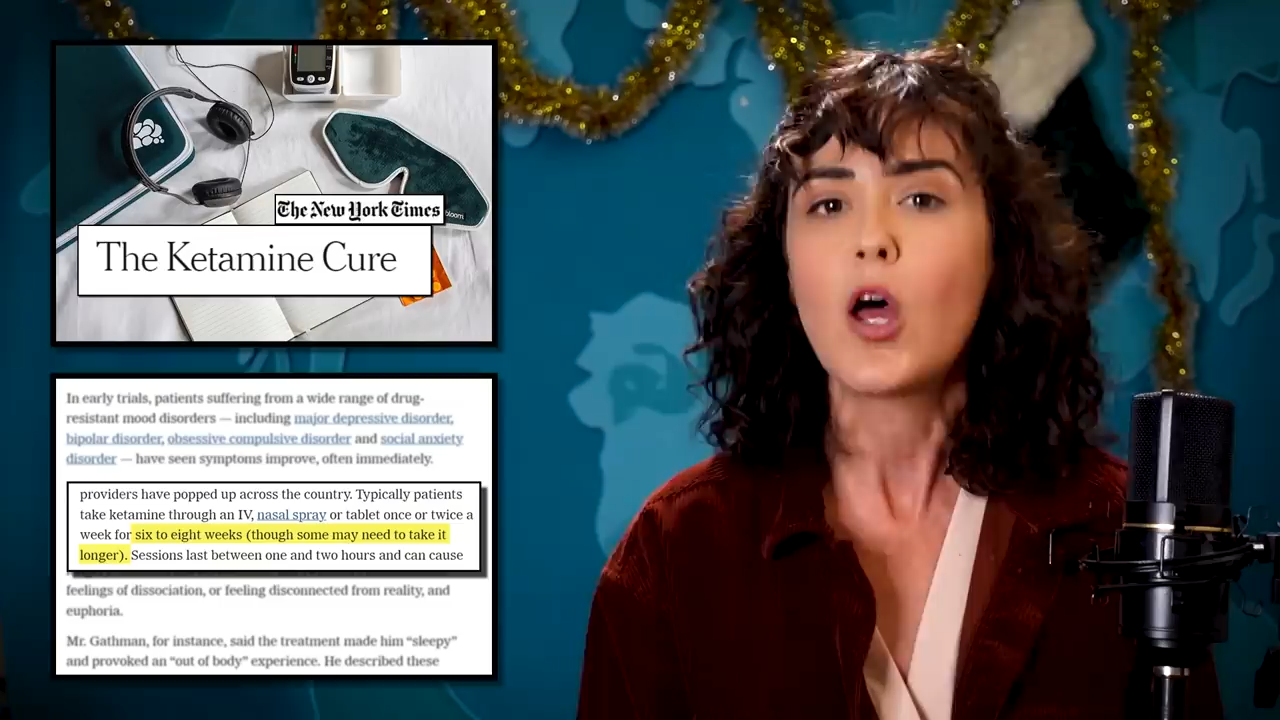 The New York Times
bloom
The Ketamine Cure
In early trials, patients suffering from a wide range of drug-
resistant mood disorders — including major depressive disorder,
bipolar disorder, obsessive compulsive disorder and social anxiety
disorder — have seen symptoms improve, often immediately.
providers have popped up across the country. Typically patients
take ketamine through an IV, nasal spray or tablet once or twice a
week for six to eight weeks (though some may need to take it
longer). Sessions last between one and two hours and can cause
feelings of dissociation, or feeling disconnected from reality, and
euphoria.
Mr. Gathman, for instance, said the treatment made him “sleepy”
and provoked an “out of body” experience. He described these